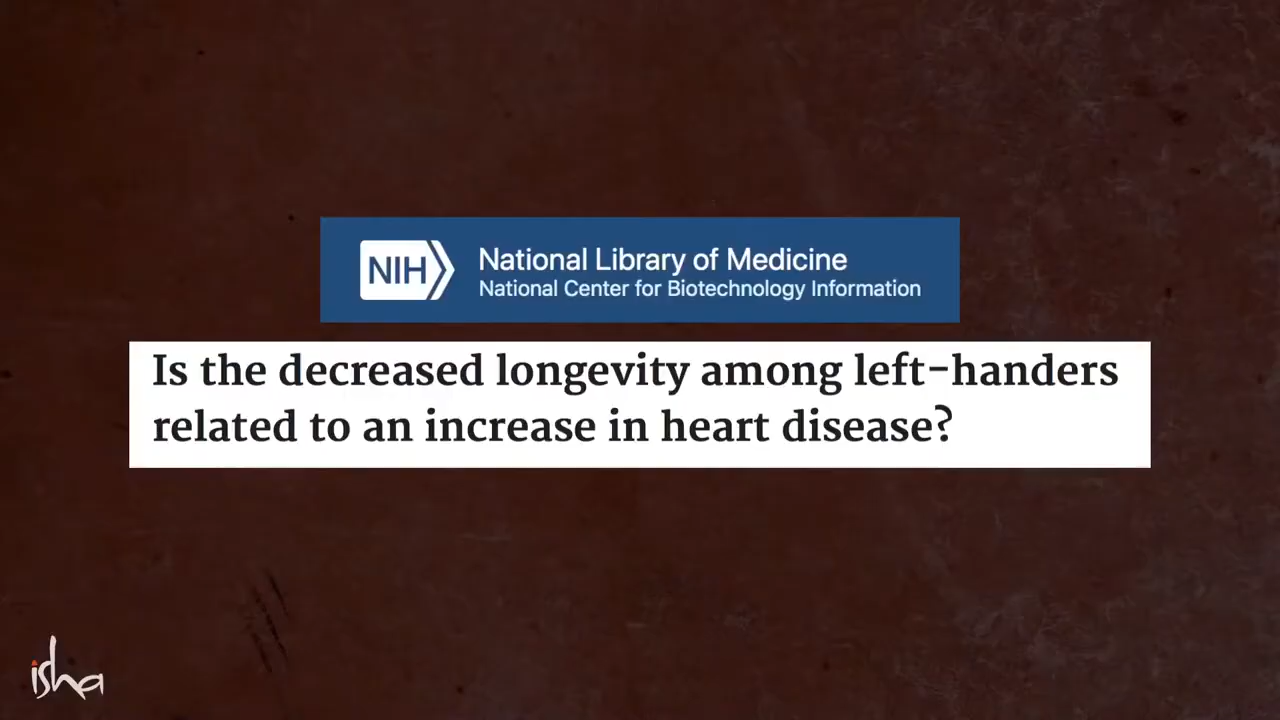 NIH National Library of Medicine
National Center for Biotechnology Information
Is the decreased longevity among left-handers
related to an increase in heart disease?
isha